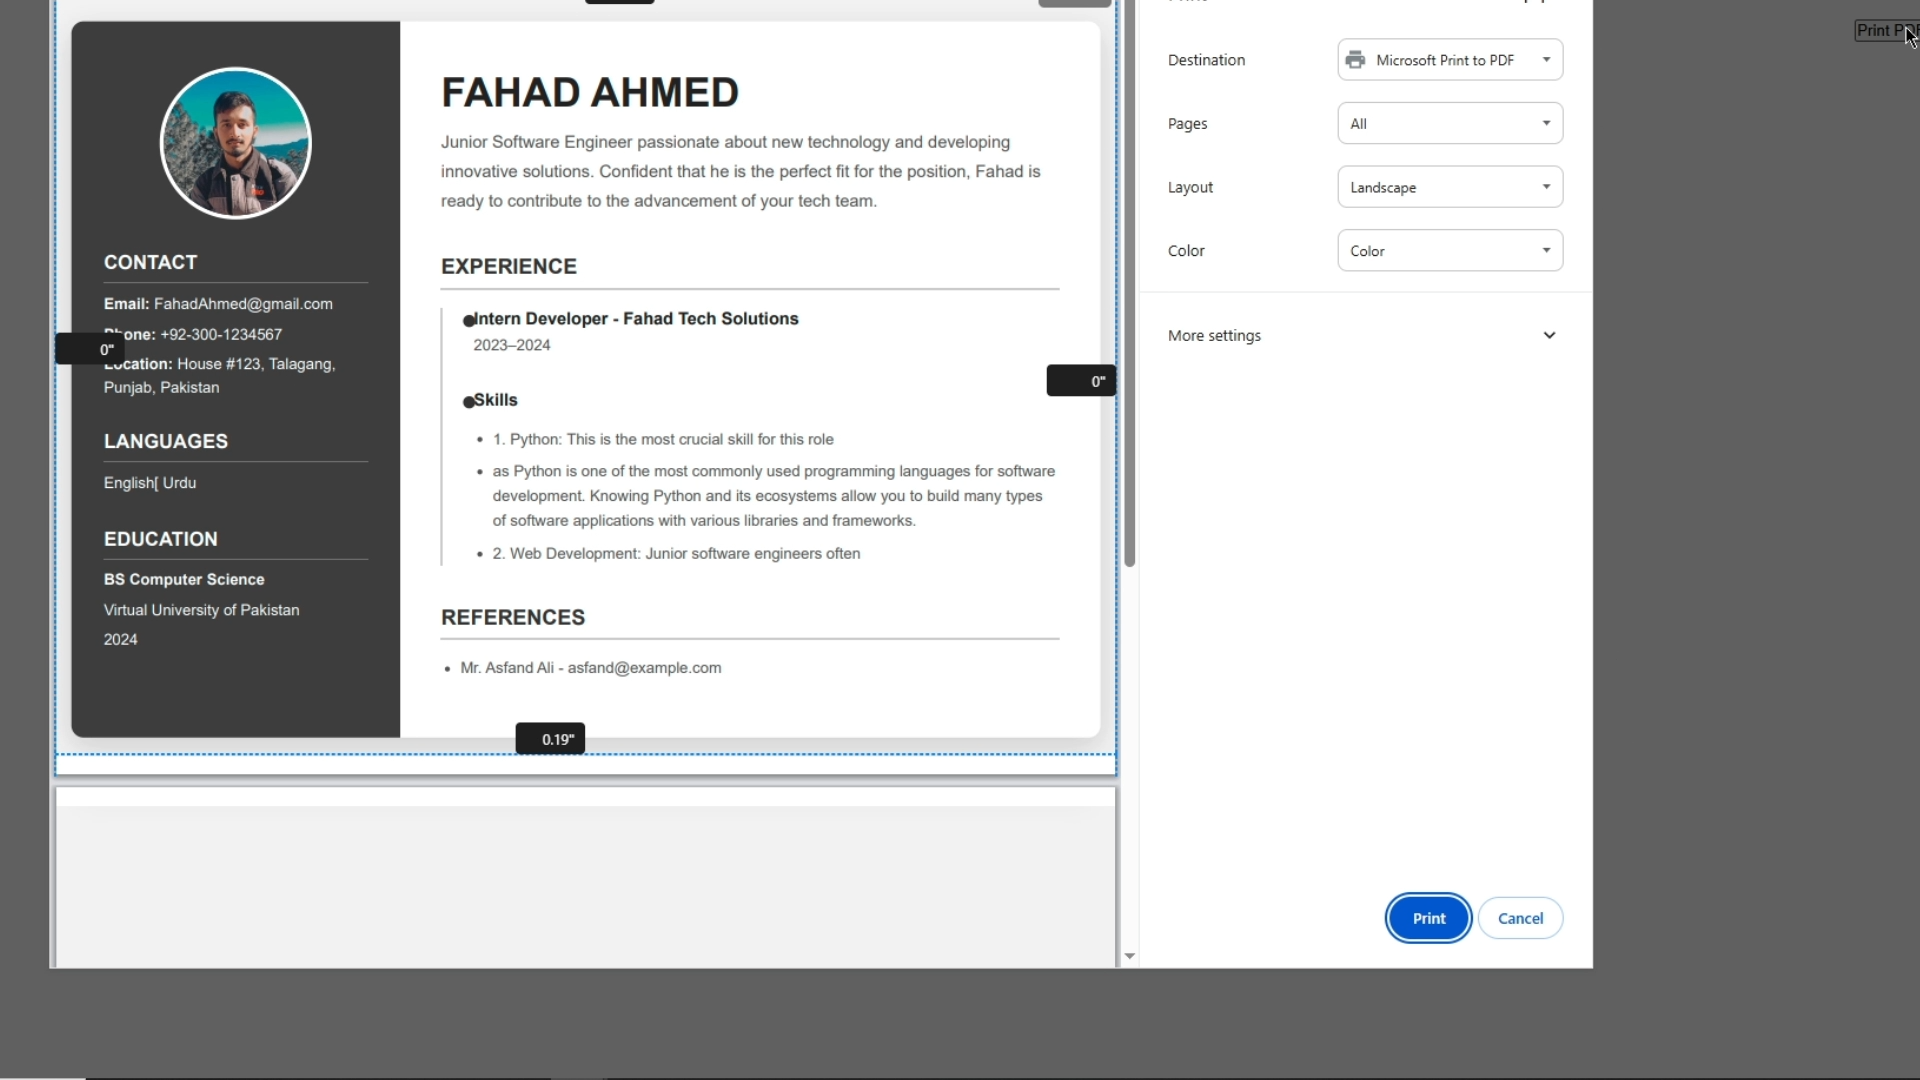 Print
FAHAD AHMED
Junior Software Engineer passionate about new technology and developing
innovative solutions. Confident that he is the perfect fit for the position, Fahad is
ready to contribute to the advancement of your tech team.
CONTACT
Email: FahadAhmed@gmail.com
Phone: +92-300-1234567
0"
Location: House #123, Talagang,
Punjab, Pakistan
LANGUAGES
English[ Urdu
EDUCATION
BS Computer Science
Virtual University of Pakistan
2024
EXPERIENCE
Intern Developer - Fahad Tech Solutions
2023–2024
0"
Skills
• 1. Python: This is the most crucial skill for this role
• as Python is one of the most commonly used programming languages for software
development. Knowing Python and its ecosystems allow you to build many types
of software applications with various libraries and frameworks.
• 2. Web Development: Junior software engineers often
REFERENCES
• Mr. Asfand Ali - asfand@example.com
0.19"
Destination
Microsoft Print to PDF
Pages
All
Layout
Landscape
Color
Color
More settings
Print
Cancel
Print PDF